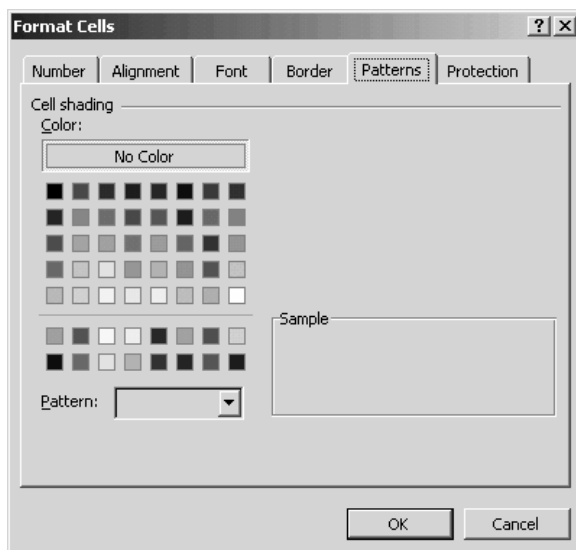 Format Cells
Number Alignment Font Border Patterns Protection
Cell shading
Color:
No Color
Sample
Pattern:
OK Cancel